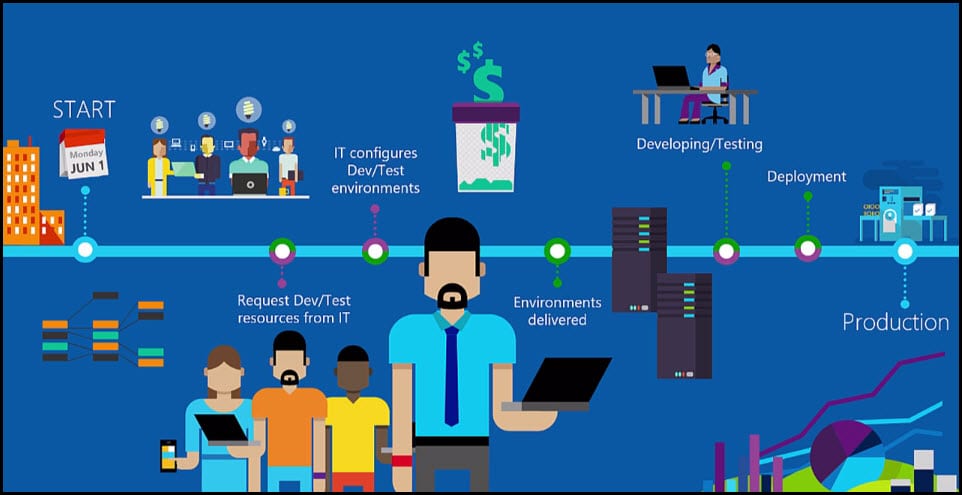 START
Monday
JUN 1
IT configures
Dev/Test
environments
Developing/Testing
Deployment
Request Dev/Test
resources from IT
Environments
delivered
Production